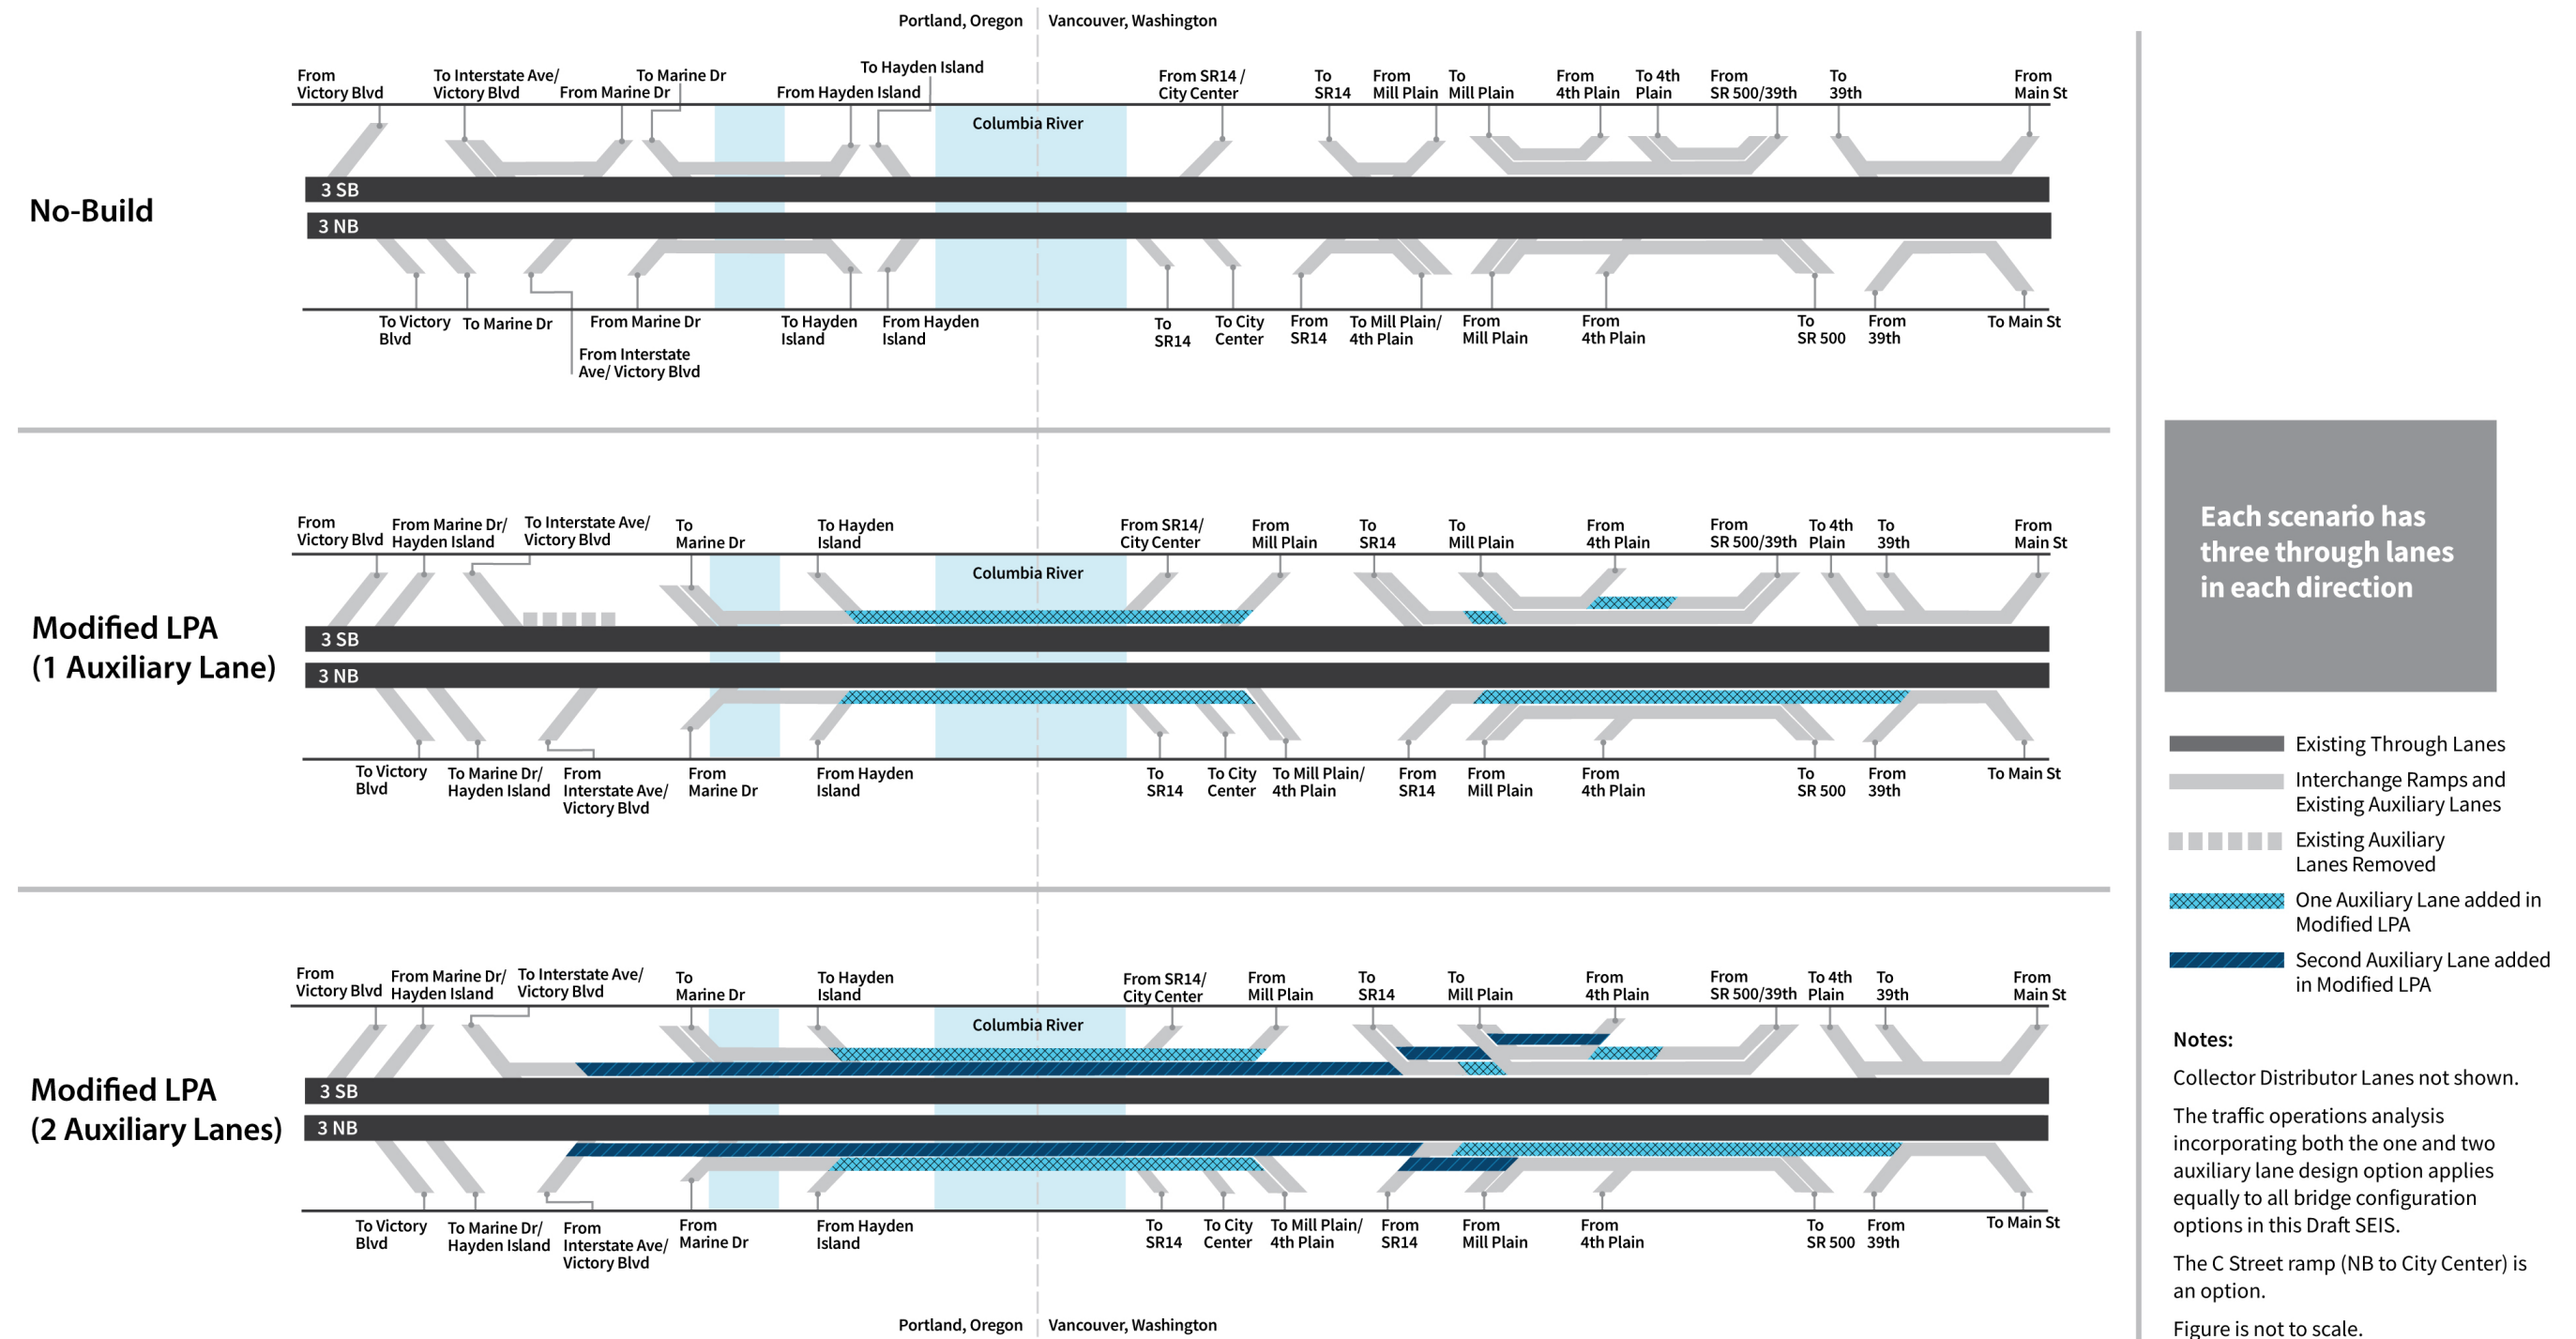 Portland, Oregon
Vancouver, Washington
No-Build
From
Victory Blvd
To Interstate Ave/
Victory Blvd
From Marine Dr
To Marine Dr
From Hayden Island
To Hayden Island
Columbia River
From SR14 /
City Center
To
SR14
From
Mill Plain
To
Mill Plain
From
4th Plain
To 4th
Plain
From
SR 500/39th
To
39th
From
Main St
3 SB
3 NB
To Victory
Blvd
To Marine Dr
From Interstate
Ave/ Victory Blvd
From Marine Dr
To Hayden
Island
From Hayden
Island
To
SR14
To City
Center
From
SR14
To Mill Plain/
4th Plain
From
Mill Plain
From
4th Plain
To
SR 500
From
39th
To Main St
Modified LPA
(1 Auxiliary Lane)
From
Victory Blvd
From Marine Dr/
Hayden Island
To Interstate Ave/
Victory Blvd
To
Marine Dr
To Hayden
Island
Columbia River
From SR14/
City Center
From
Mill Plain
To
SR14
To
Mill Plain
From
4th Plain
From
SR 500/39th
To 4th
Plain
To
39th
From
Main St
3 SB
3 NB
To Victory
Blvd
To Marine Dr/
Hayden Island
From
Interstate Ave/
Victory Blvd
From
Marine Dr
From Hayden
Island
To
SR14
To City
Center
To Mill Plain/
4th Plain
From
SR14
From
Mill Plain
From
4th Plain
To
SR 500
From
39th
To Main St
Modified LPA
(2 Auxiliary Lanes)
From
Victory Blvd
From Marine Dr/
Hayden Island
To Interstate Ave/
Victory Blvd
To
Marine Dr
To Hayden
Island
Columbia River
From SR14/
City Center
From
Mill Plain
To
SR14
To
Mill Plain
From
4th Plain
From
SR 500/39th
To 4th
Plain
To
39th
From
Main St
3 SB
3 NB
To Victory
Blvd
To Marine Dr/
Hayden Island
From
Interstate Ave/
Victory Blvd
From
Marine Dr
From Hayden
Island
To
SR14
To City
Center
To Mill Plain/
4th Plain
From
SR14
From
Mill Plain
From
4th Plain
To
SR 500
From
39th
To Main St
Portland, Oregon
Vancouver, Washington
Each scenario has
three through lanes
in each direction
Existing Through Lanes
Interchange Ramps and
Existing Auxiliary Lanes
Existing Auxiliary
Lanes Removed
One Auxiliary Lane added in
Modified LPA
Second Auxiliary Lane added
in Modified LPA
Notes:
Collector Distributor Lanes not shown.
The traffic operations analysis
incorporating both the one and two
auxiliary lane design option applies
equally to all bridge configuration
options in this Draft SEIS.
The C Street ramp (NB to City Center) is
an option.
Figure is not to scale.